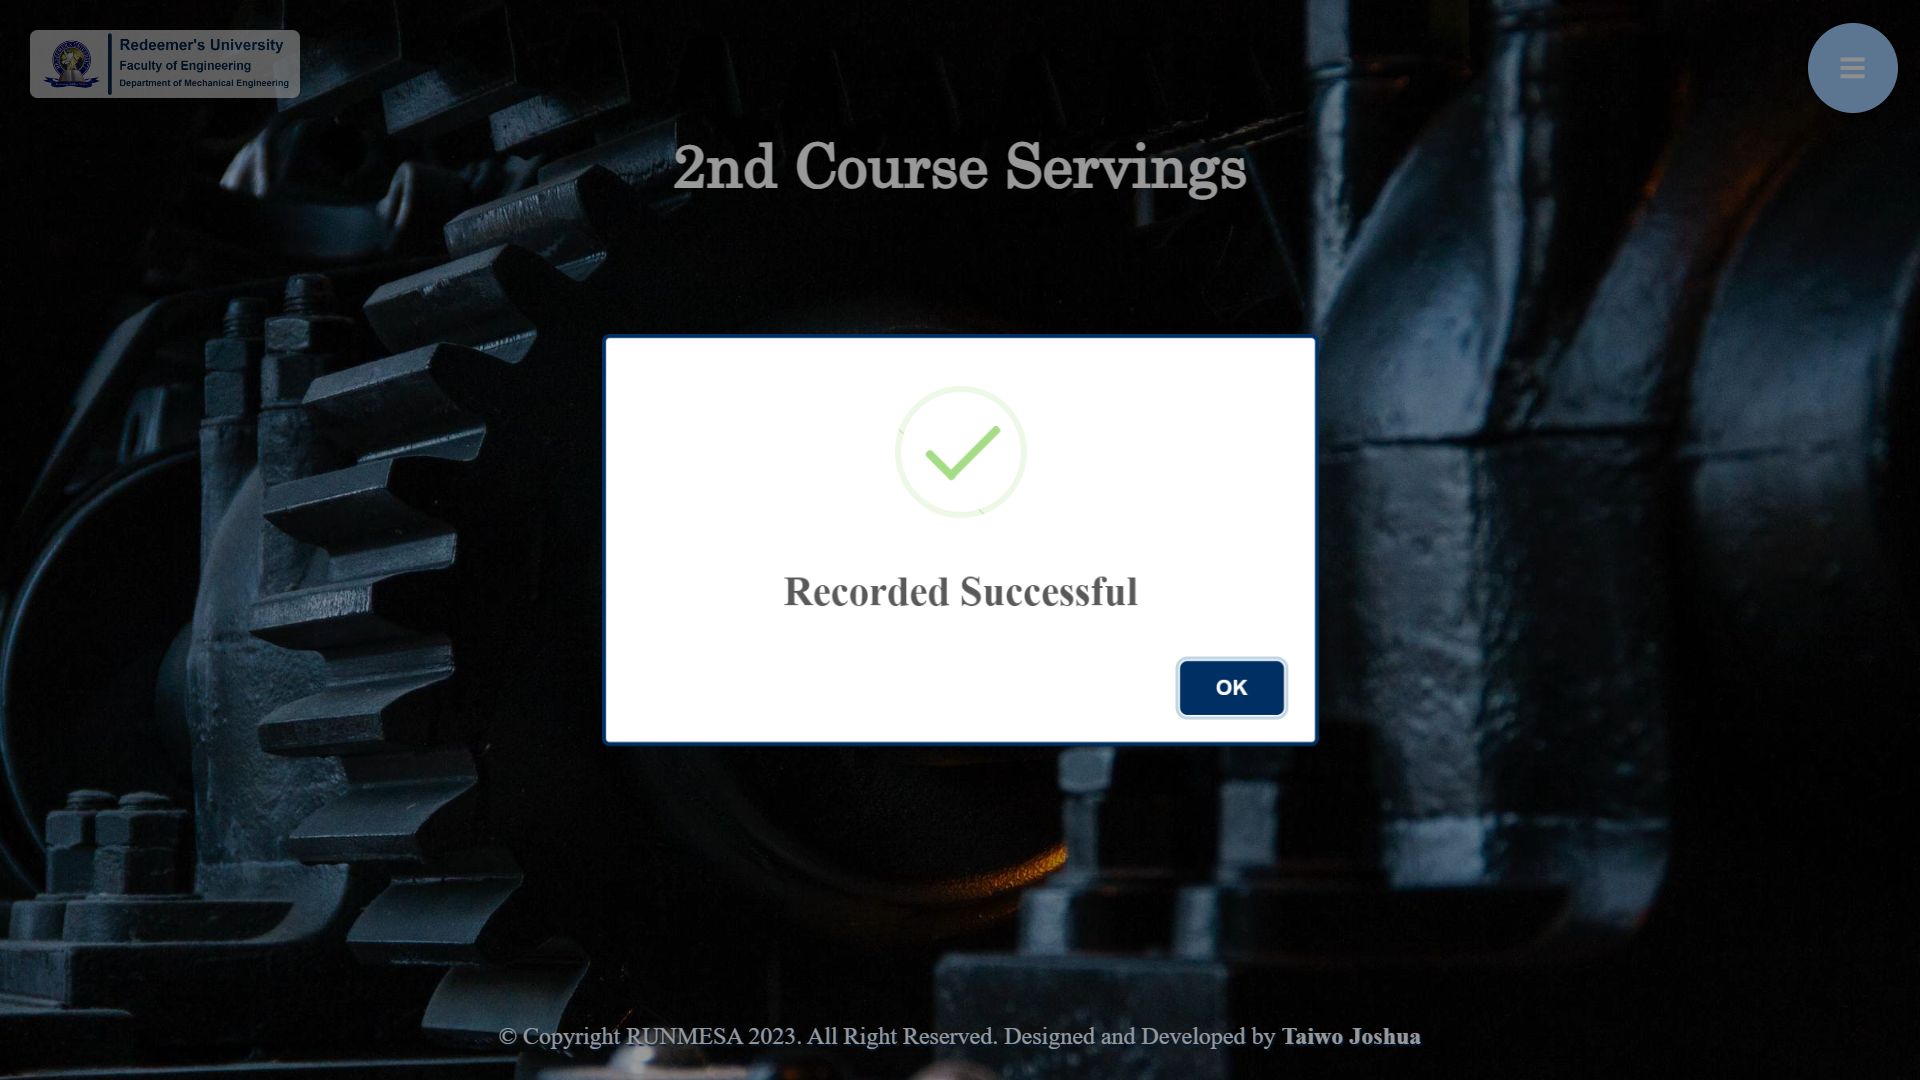 Redeemer's University
Faculty of Engineering
Department of Mechanical Engineering
2nd Course Servings
Recorded Successful
OK
© Copyright RUNMESA 2023. All Right Reserved. Designed and Developed by Taiwo Joshua